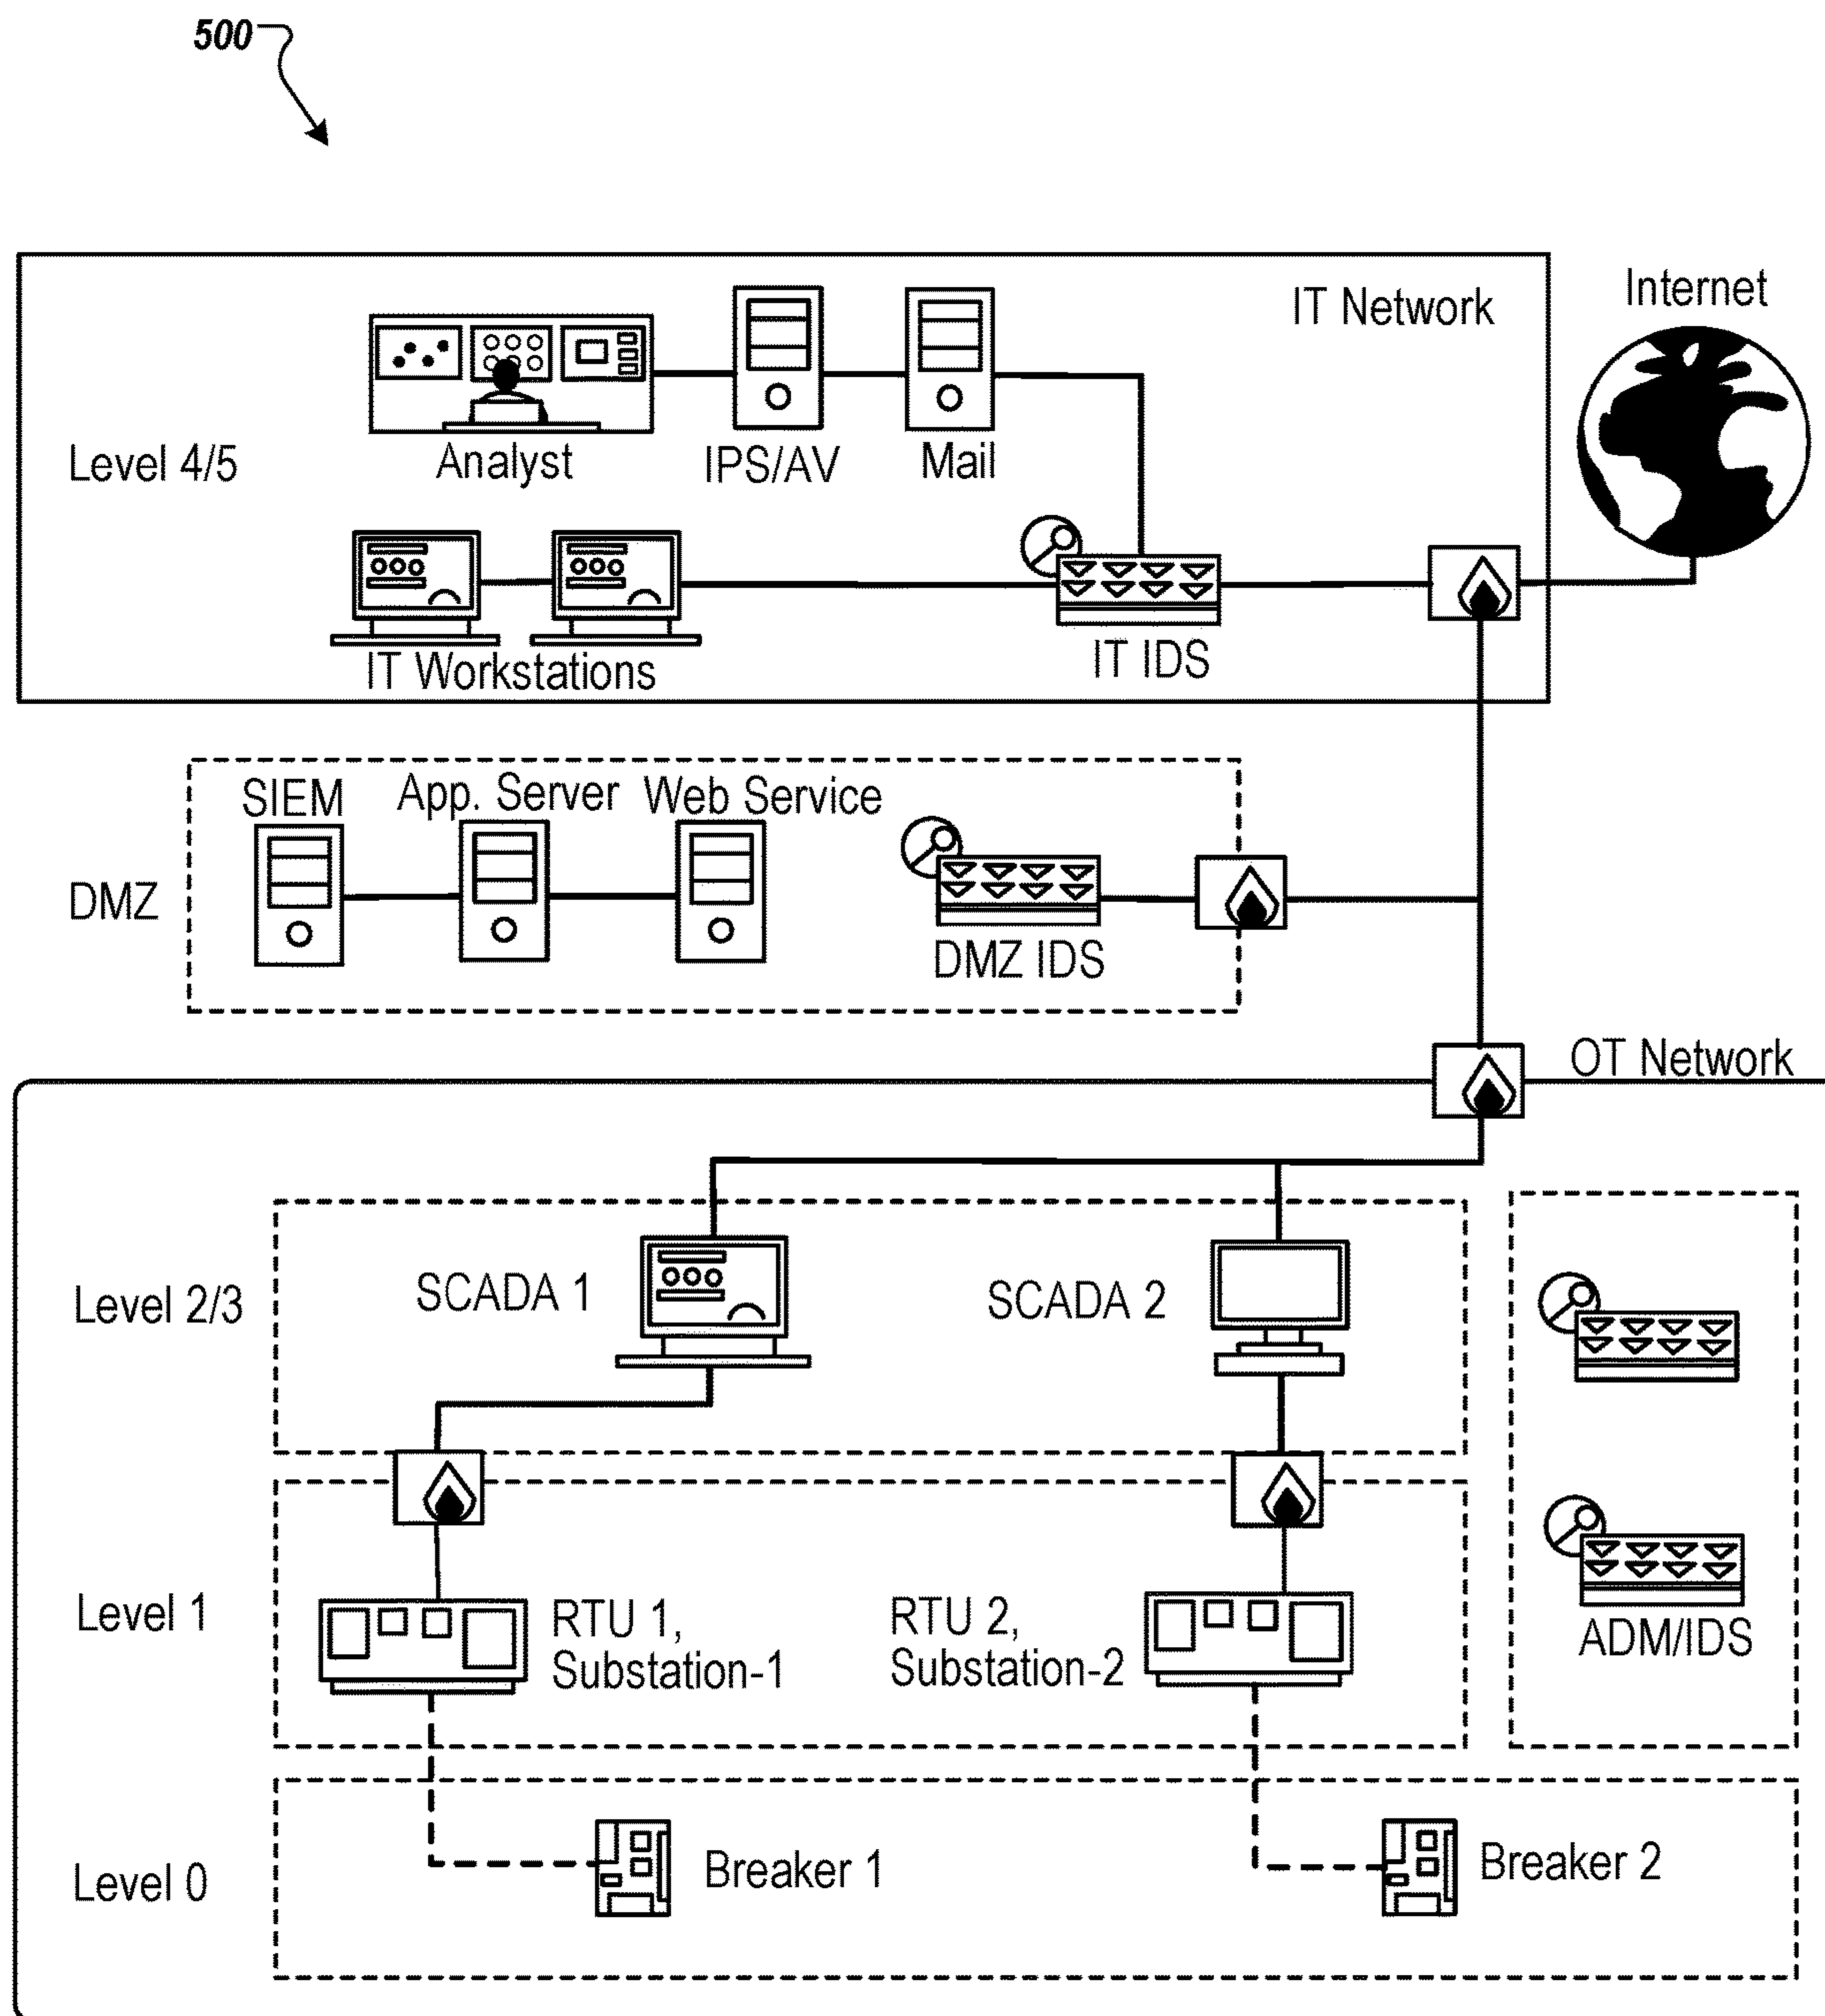 500
IT Network
Internet
Level 4/5
Analyst
IPS/AV
Mail
IT Workstations
IT IDS
SIEM
App. Server
Web Service
DMZ
DMZ IDS
OT Network
Level 2/3
SCADA 1
SCADA 2
Level 1
RTU 1,
Substation-1
RTU 2,
Substation-2
ADM/IDS
Level 0
Breaker 1
Breaker 2